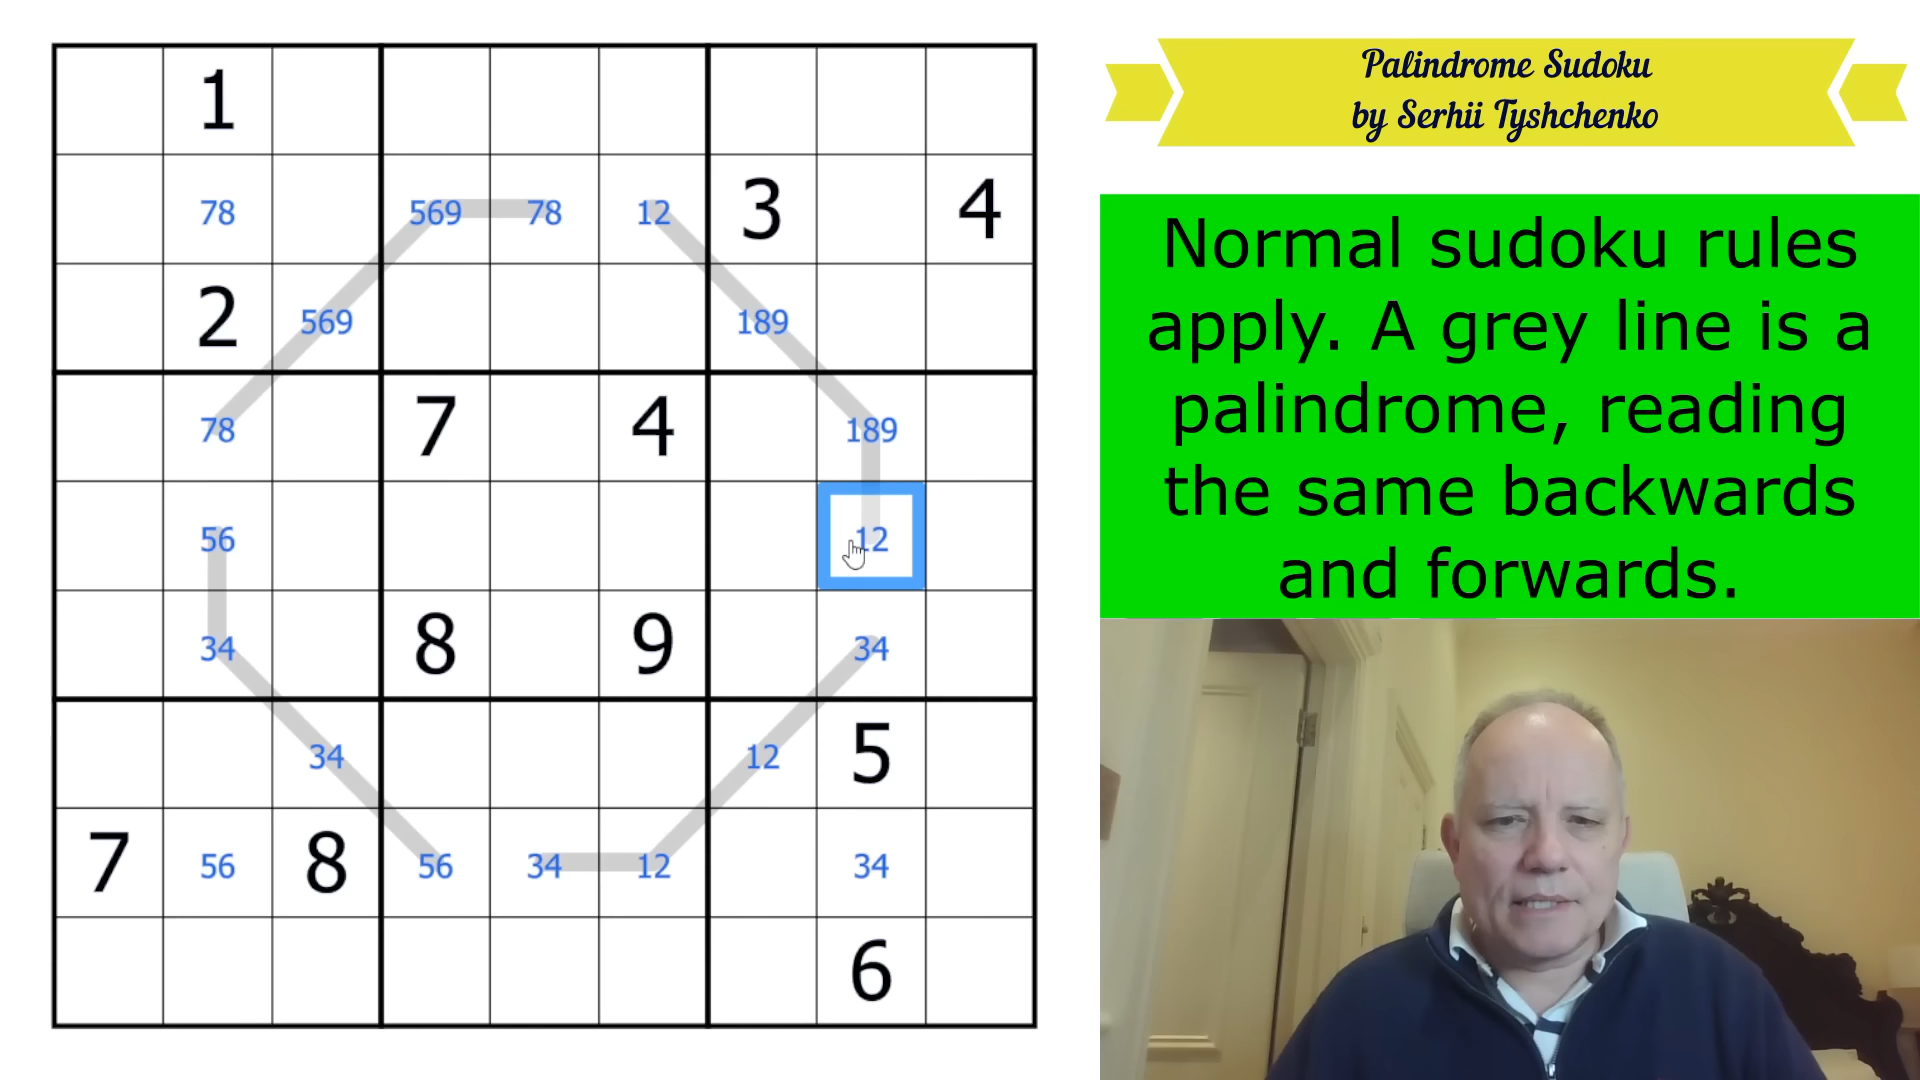 1
Palindrome Sudoku
by Serhii Tyshchenko
78 569 78 12 3 4
2 569 189
Normal sudoku rules
apply. A grey line is a
palindrome, reading
the same backwards
and forwards.
78 7 4 189
56 12
34 8 9 34
34 12 5
7 56 8 56 34 12 34
6